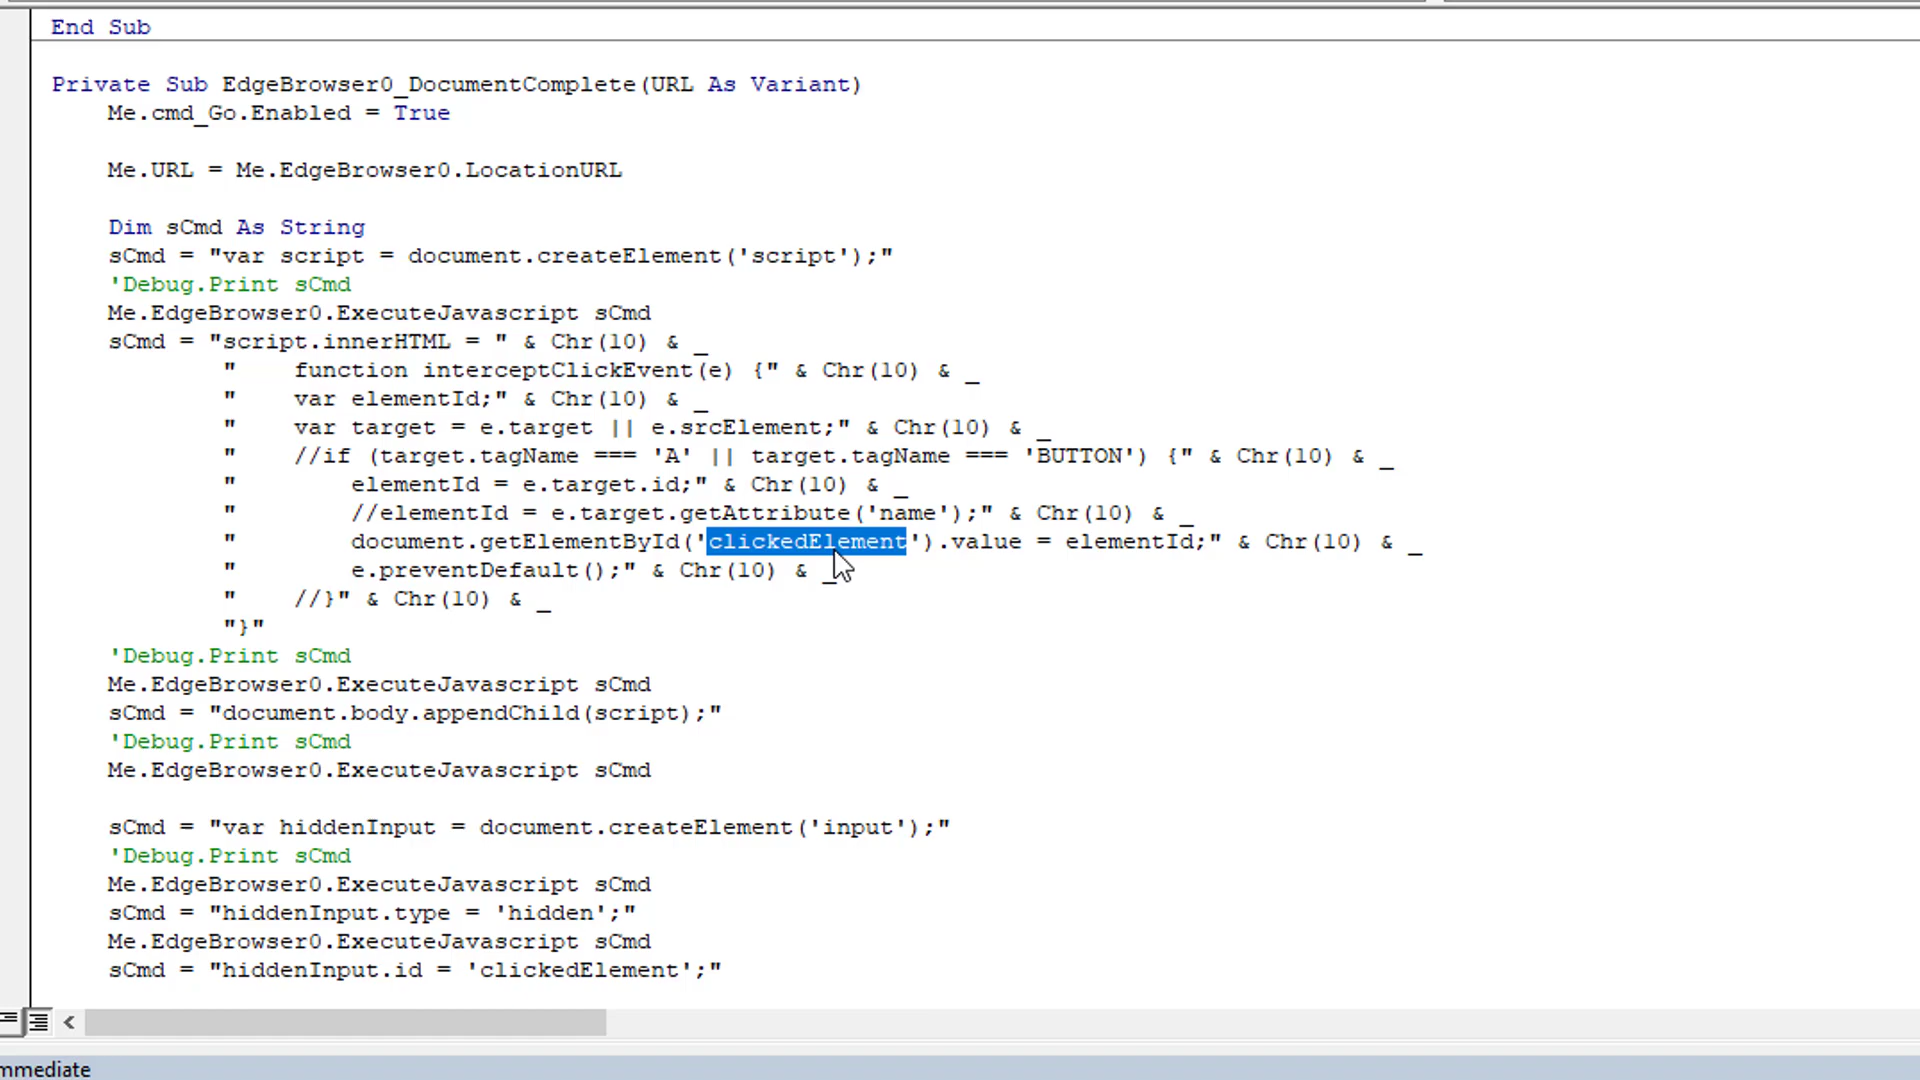 End Sub
Private Sub EdgeBrowser0_DocumentComplete(URL As Variant)
Me.cmd_Go.Enabled = True
Me.URL = Me.EdgeBrowser0.LocationURL
Dim sCmd As String
sCmd = "var script = document.createElement('script');"
'Debug.Print sCmd
Me.EdgeBrowser0.ExecuteJavascript sCmd
sCmd = "script.innerHTML = " & Chr(10) & _
"    function interceptClickEvent(e) {" & Chr(10) & _
"    var elementId;" & Chr(10) & _
"    var target = e.target || e.srcElement;" & Chr(10) & _
"    //if (target.tagName === 'A' || target.tagName === 'BUTTON') {" & Chr(10) & _
"        elementId = e.target.id;" & Chr(10) & _
"        //elementId = e.target.getAttribute('name');" & Chr(10) & _
"        document.getElementById('clickedElement').value = elementId;" & Chr(10) & _
"        e.preventDefault();" & Chr(10) & _
"    //}" & Chr(10) & _
"}"
'Debug.Print sCmd
Me.EdgeBrowser0.ExecuteJavascript sCmd
sCmd = "document.body.appendChild(script);"
'Debug.Print sCmd
Me.EdgeBrowser0.ExecuteJavascript sCmd
sCmd = "var hiddenInput = document.createElement('input');"
'Debug.Print sCmd
Me.EdgeBrowser0.ExecuteJavascript sCmd
sCmd = "hiddenInput.type = 'hidden';"
Me.EdgeBrowser0.ExecuteJavascript sCmd
sCmd = "hiddenInput.id = 'clickedElement';"
mmediate